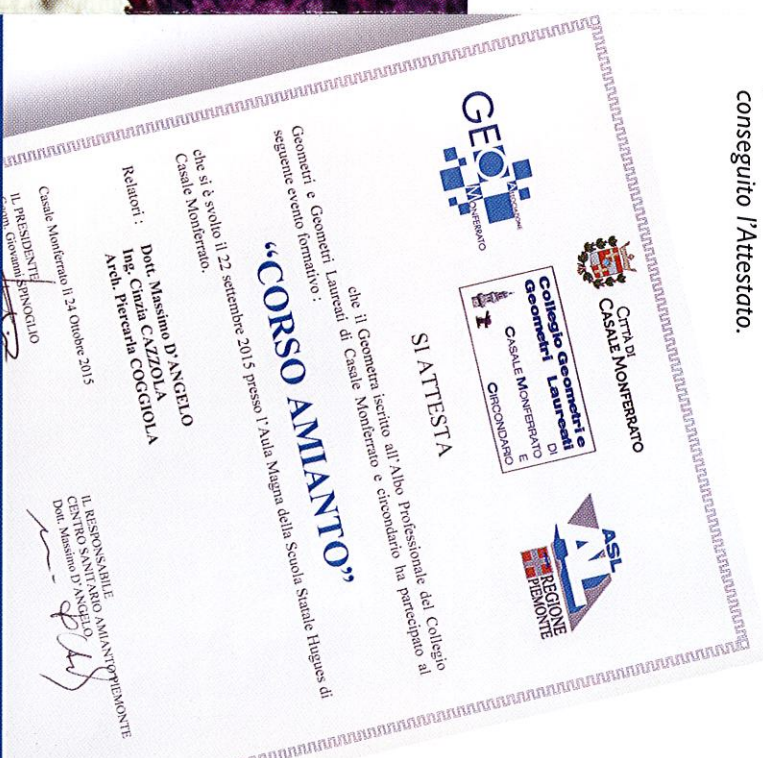 conseguito l'Attestato.
CITTÀ DI
CASALE MONFERRATO
GEO
ASSOCIAZIONE
MONFERRATO
Collegio Geometri e
Geometri Laureati
DI
CASALE MONFERRATO E
CIRCONDARIO
ASL
AL
REGIONE
PIEMONTE
SI ATTESTA
che il Geometra iscritto all'Albo Professionale del Collegio
Geometri e Geometri Laureati di Casale Monferrato e circondario ha partecipato al
seguente evento formativo :
“CORSO AMIANTO”
che si è svolto il 22 settembre 2015 presso l'Aula Magna della Scuola Statale Hugues di
Casale Monferrato.
Relatori : Dott. Massimo D'ANGELO
Ing. Cinzia CAZZOLA
Arch. Piercarla COGGIOLA
Casale Monferrato lì 24 Ottobre 2015
IL PRESIDENTE
Geom. Giovanni SPINOGLIO
IL RESPONSABILE
CENTRO SANITARIO AMIANTO PIEMONTE
Dott. Massimo D'ANGELO